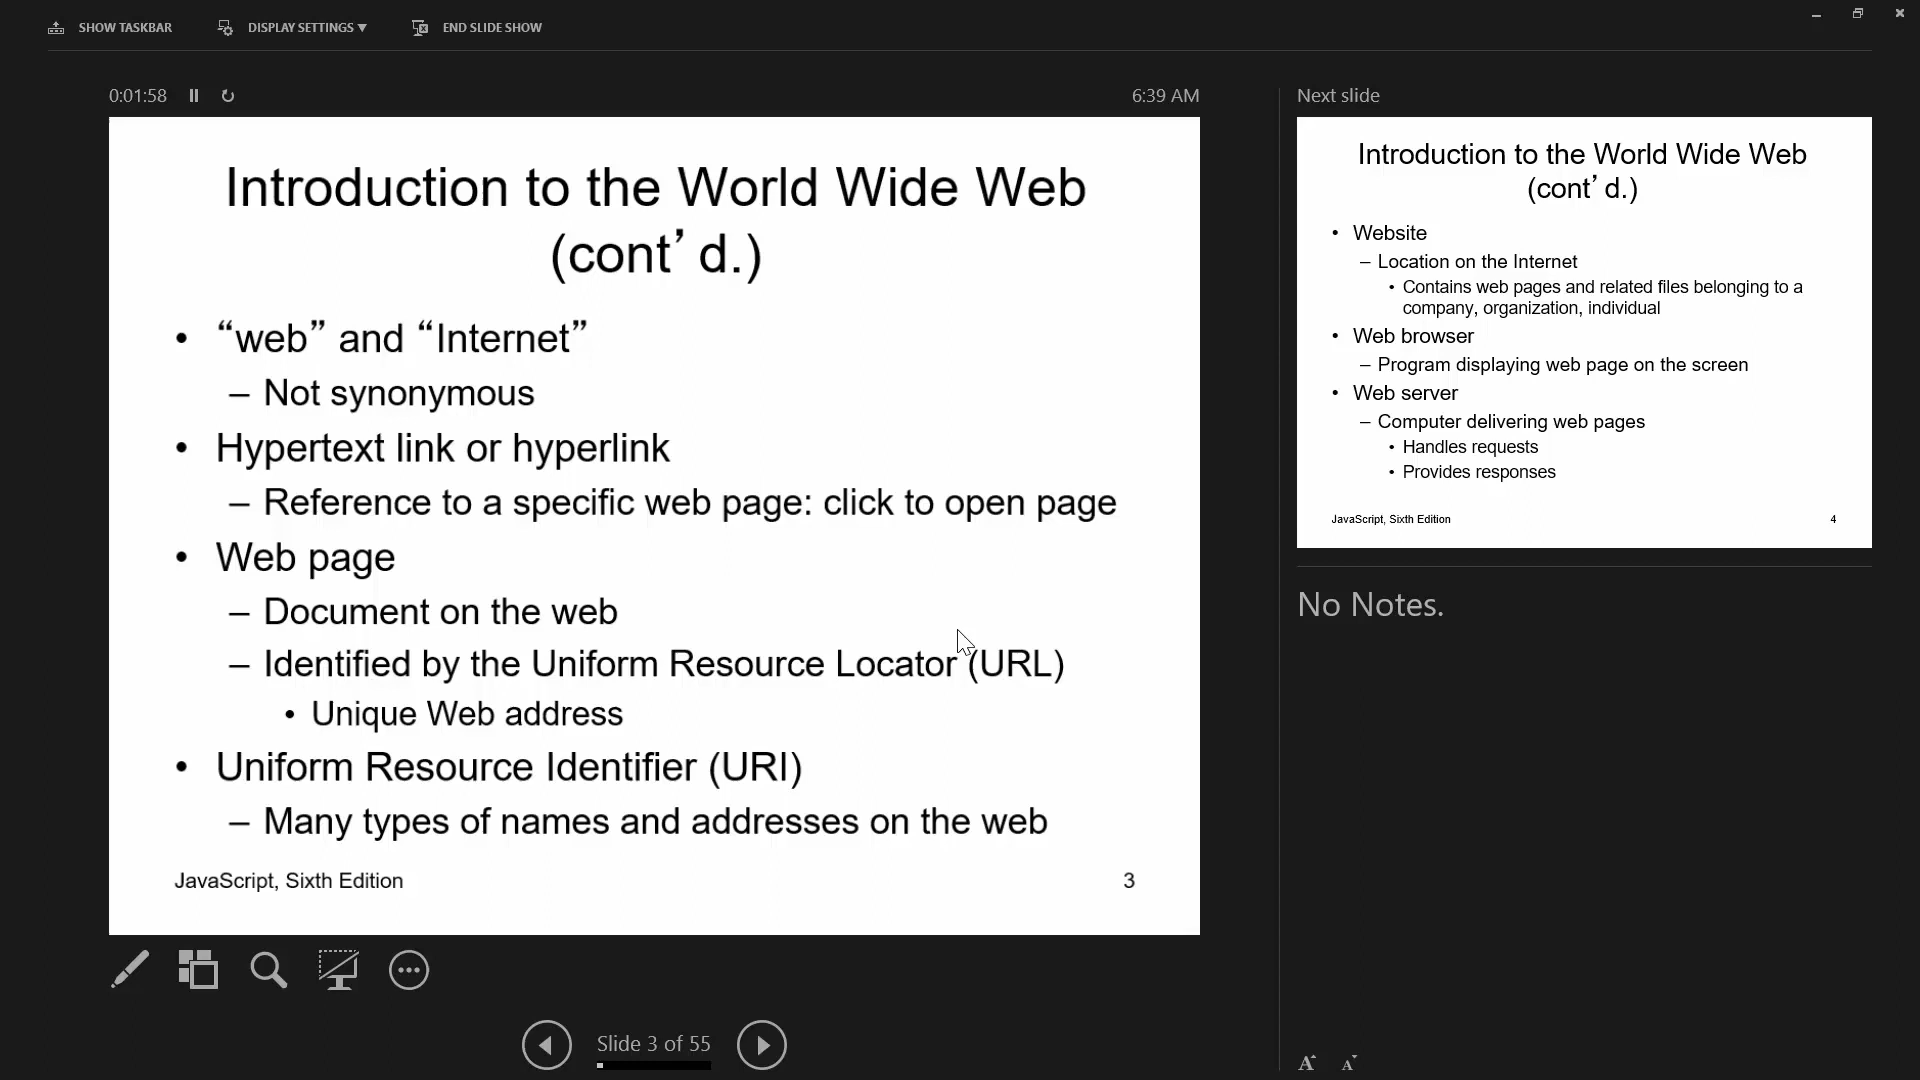 SHOW TASKBAR
DISPLAY SETTINGS ▼
END SLIDE SHOW
0:01:58
6:39 AM
Introduction to the World Wide Web
(cont’d.)
• “web” and “Internet”
– Not synonymous
• Hypertext link or hyperlink
– Reference to a specific web page: click to open page
• Web page
– Document on the web
– Identified by the Uniform Resource Locator (URL)
• Unique Web address
• Uniform Resource Identifier (URI)
– Many types of names and addresses on the web
JavaScript, Sixth Edition
3
Slide 3 of 55
Next slide
Introduction to the World Wide Web
(cont’d.)
• Website
– Location on the Internet
• Contains web pages and related files belonging to a
company, organization, individual
• Web browser
– Program displaying web page on the screen
• Web server
– Computer delivering web pages
• Handles requests
• Provides responses
JavaScript, Sixth Edition
4
No Notes.
A A